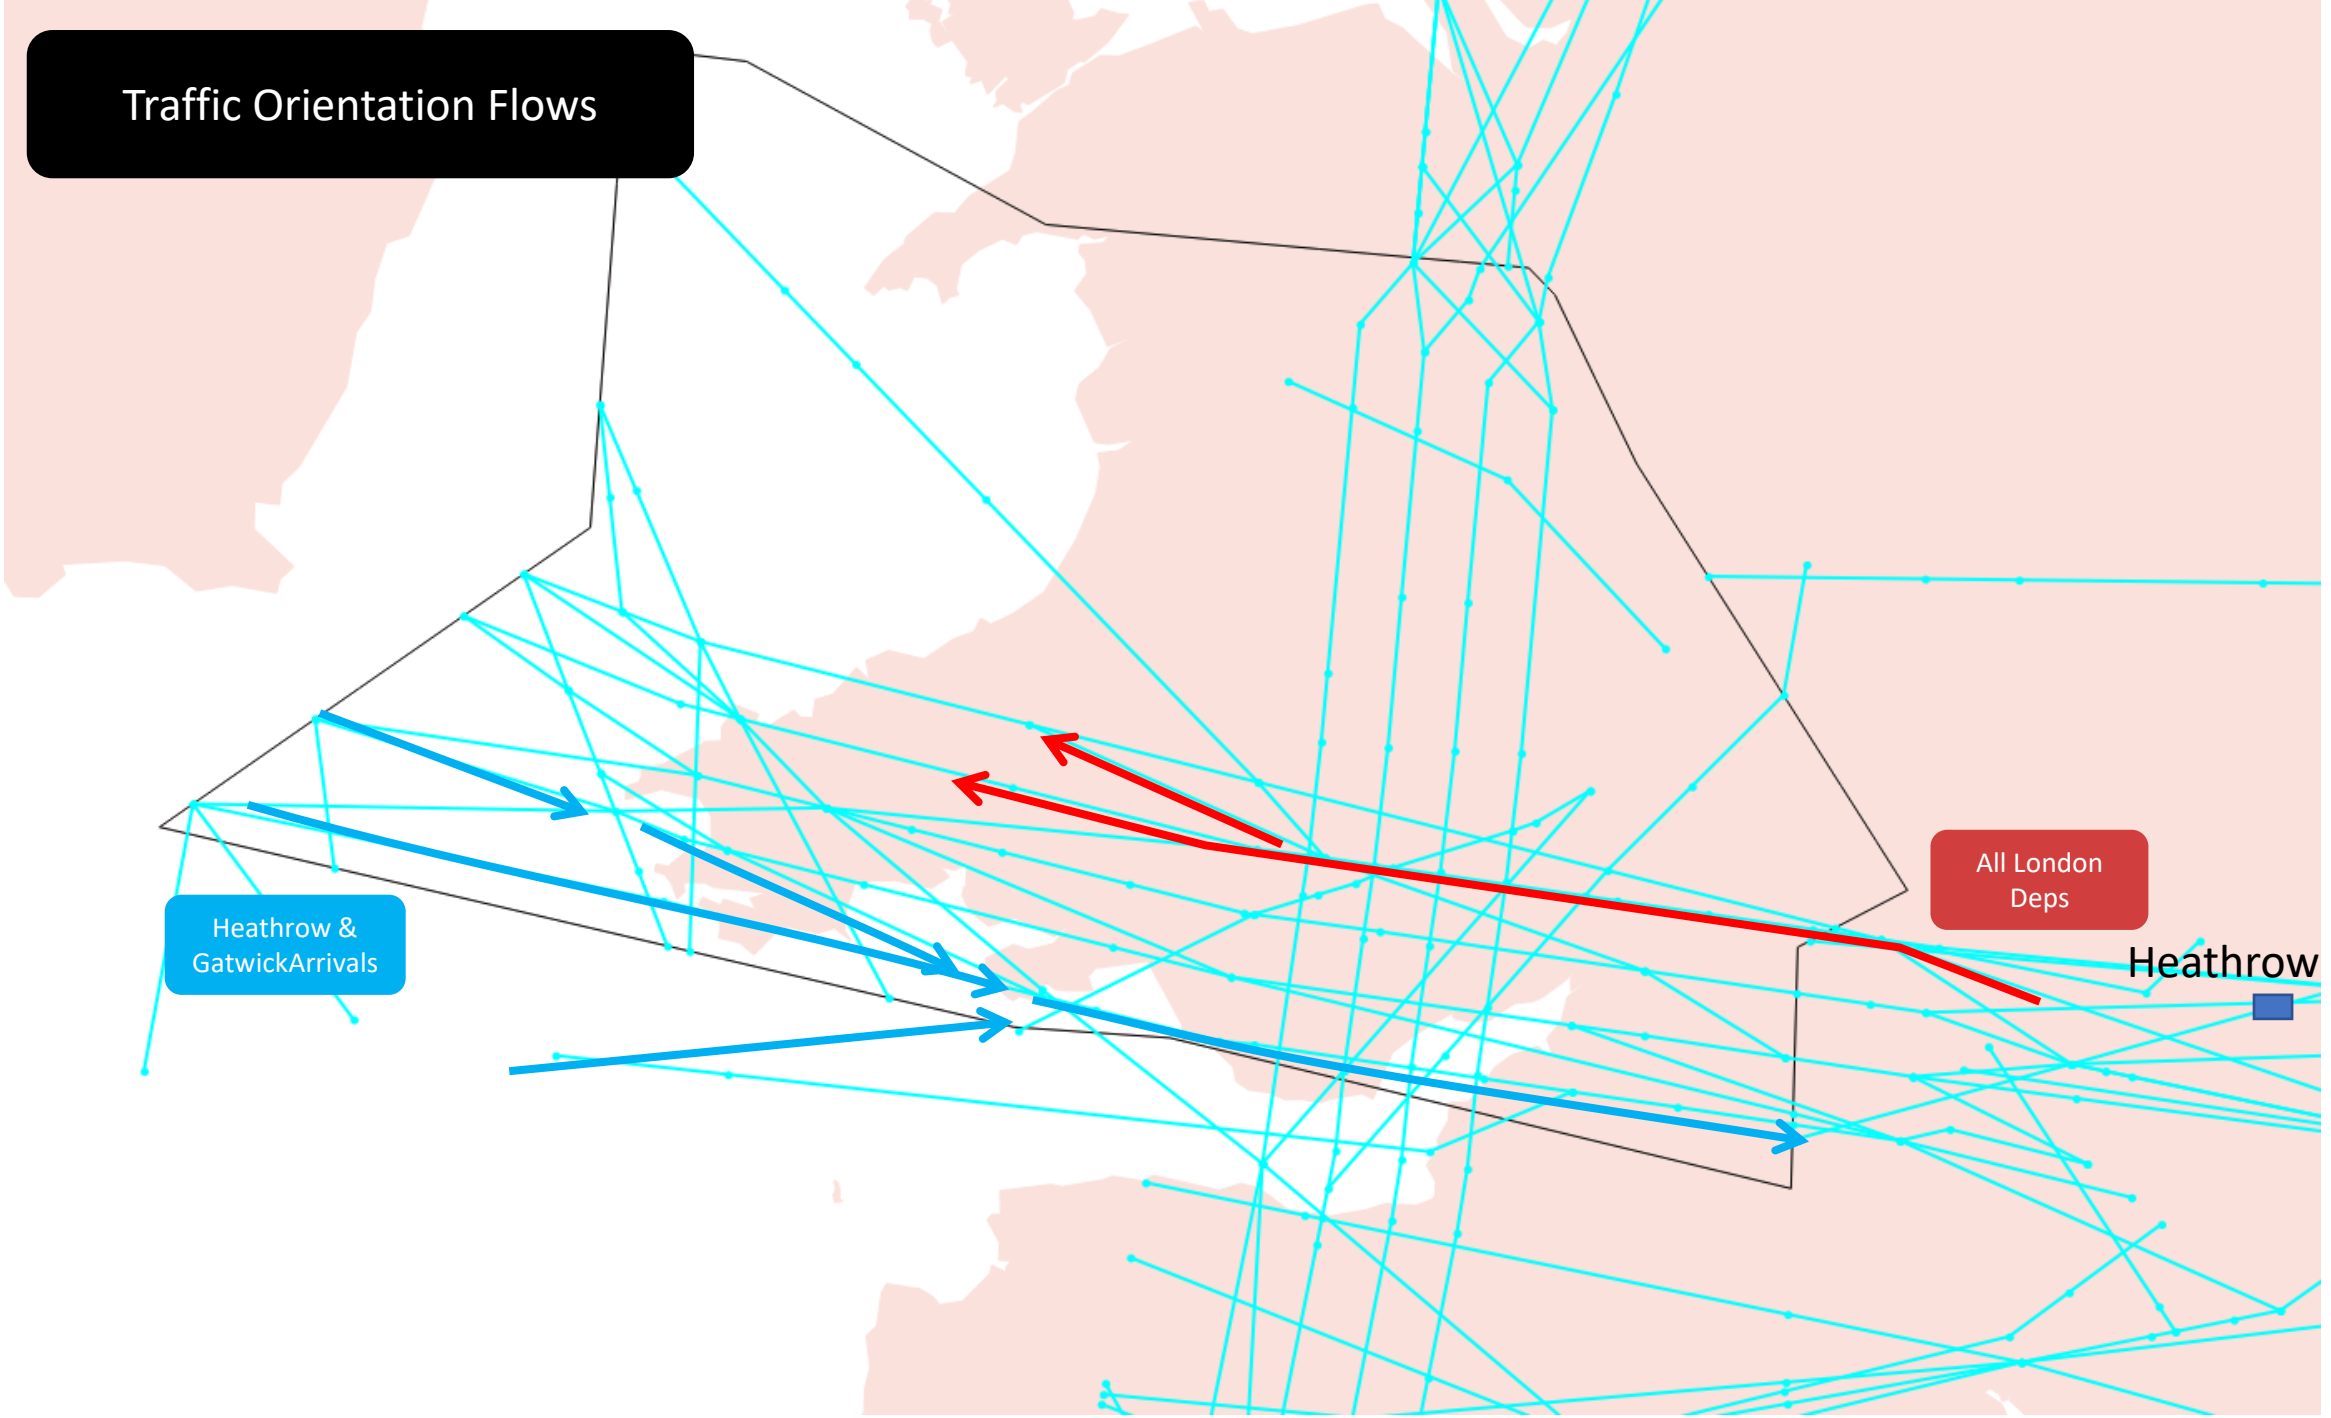 Traffic Orientation Flows
All London
Deps
Heathrow &
GatwickArrivals
Heathrow